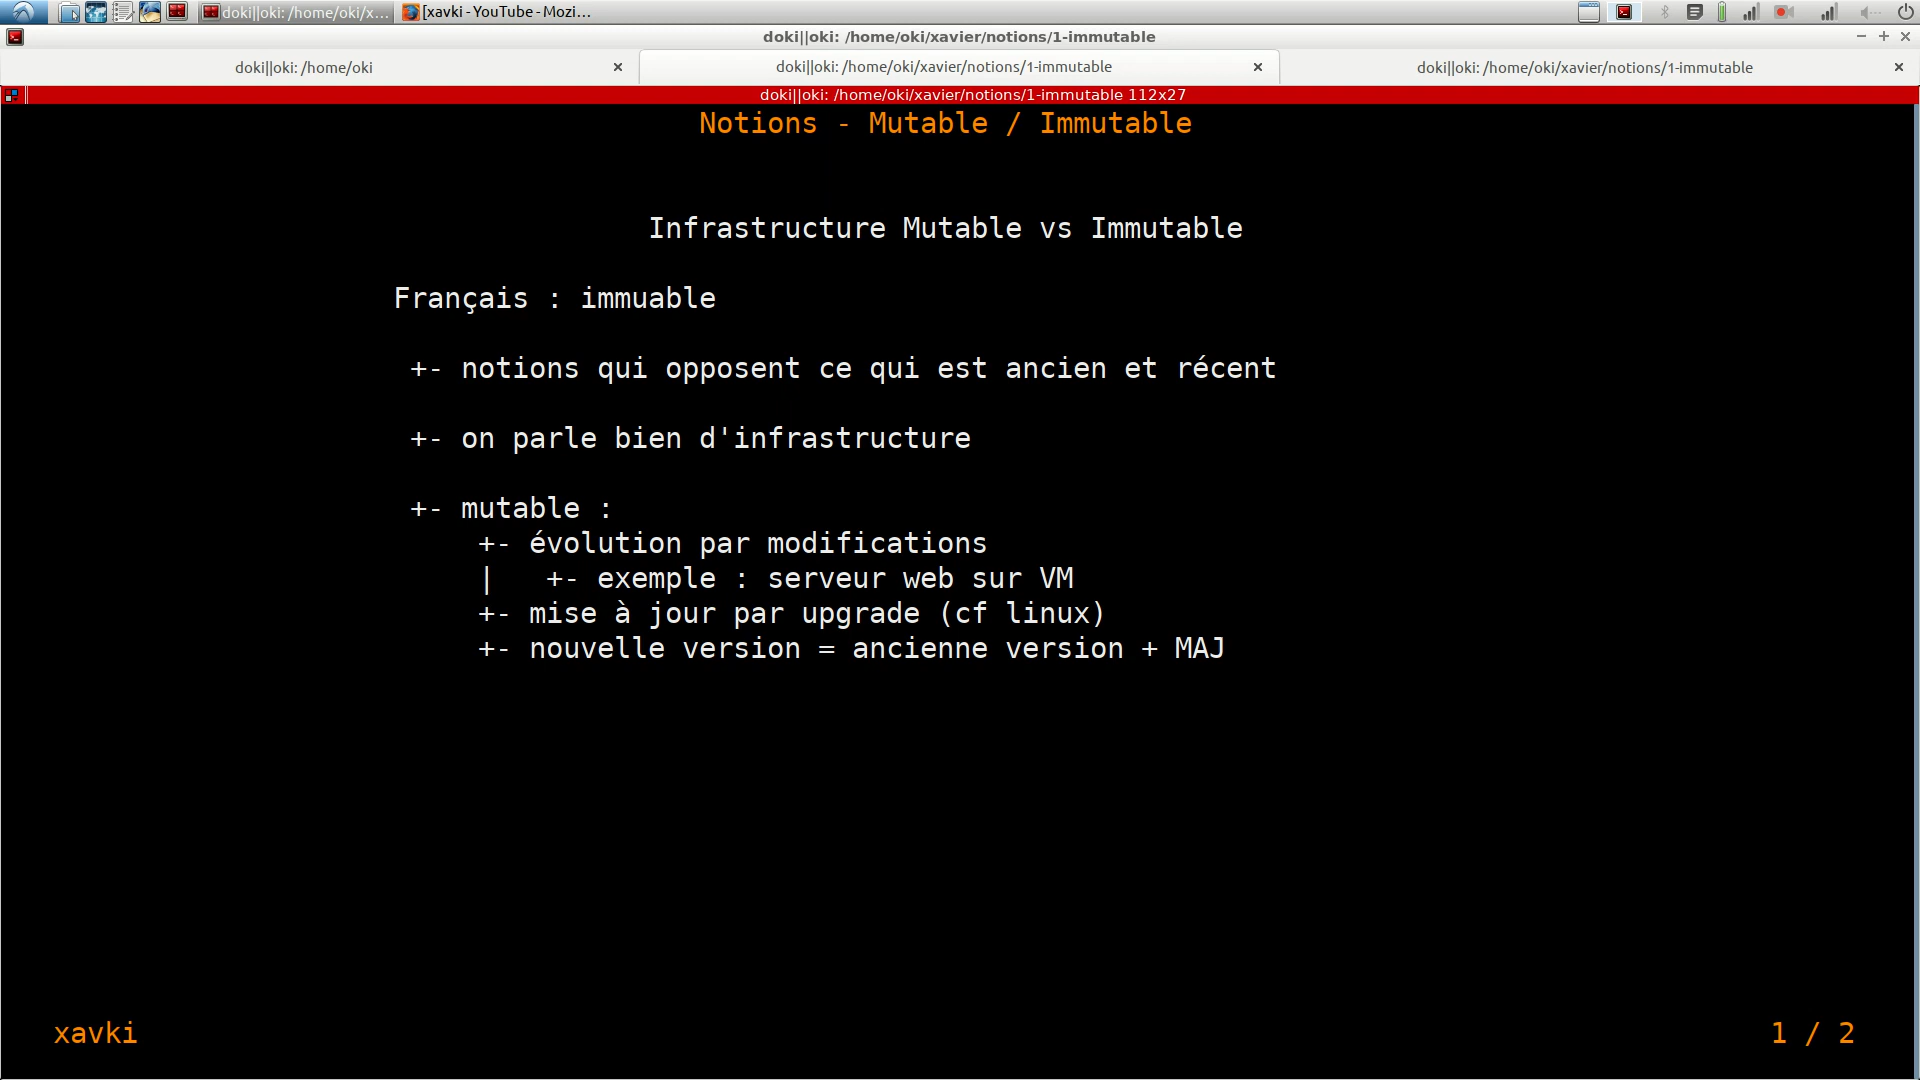 doki||oki: /home/oki/x...
[xavki - YouTube - Mozi...
doki||oki: /home/oki/xavier/notions/1-immutable
doki||oki: /home/oki
doki||oki: /home/oki/xavier/notions/1-immutable
doki||oki: /home/oki/xavier/notions/1-immutable
doki||oki: /home/oki/xavier/notions/1-immutable 112x27
Notions - Mutable / Immutable
Infrastructure Mutable vs Immutable
Français : immuable
+- notions qui opposent ce qui est ancien et récent
+- on parle bien d'infrastructure
+- mutable :
+- évolution par modifications
|   +- exemple : serveur web sur VM
+- mise à jour par upgrade (cf linux)
+- nouvelle version = ancienne version + MAJ
xavki
1 / 2